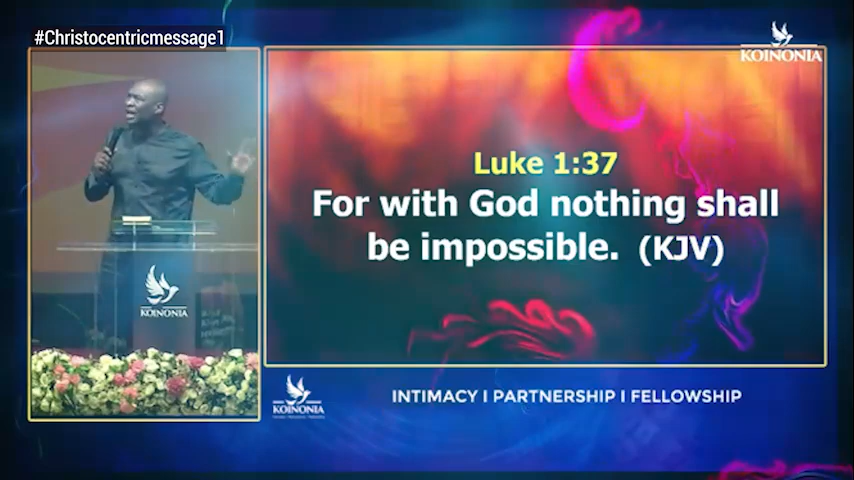 #Christocentricmessage1
KOINONIA
Luke 1:37
For with God nothing shall
be impossible. (KJV)
KOINONIA
KOINONIA
INTIMACY I PARTNERSHIP I FELLOWSHIP